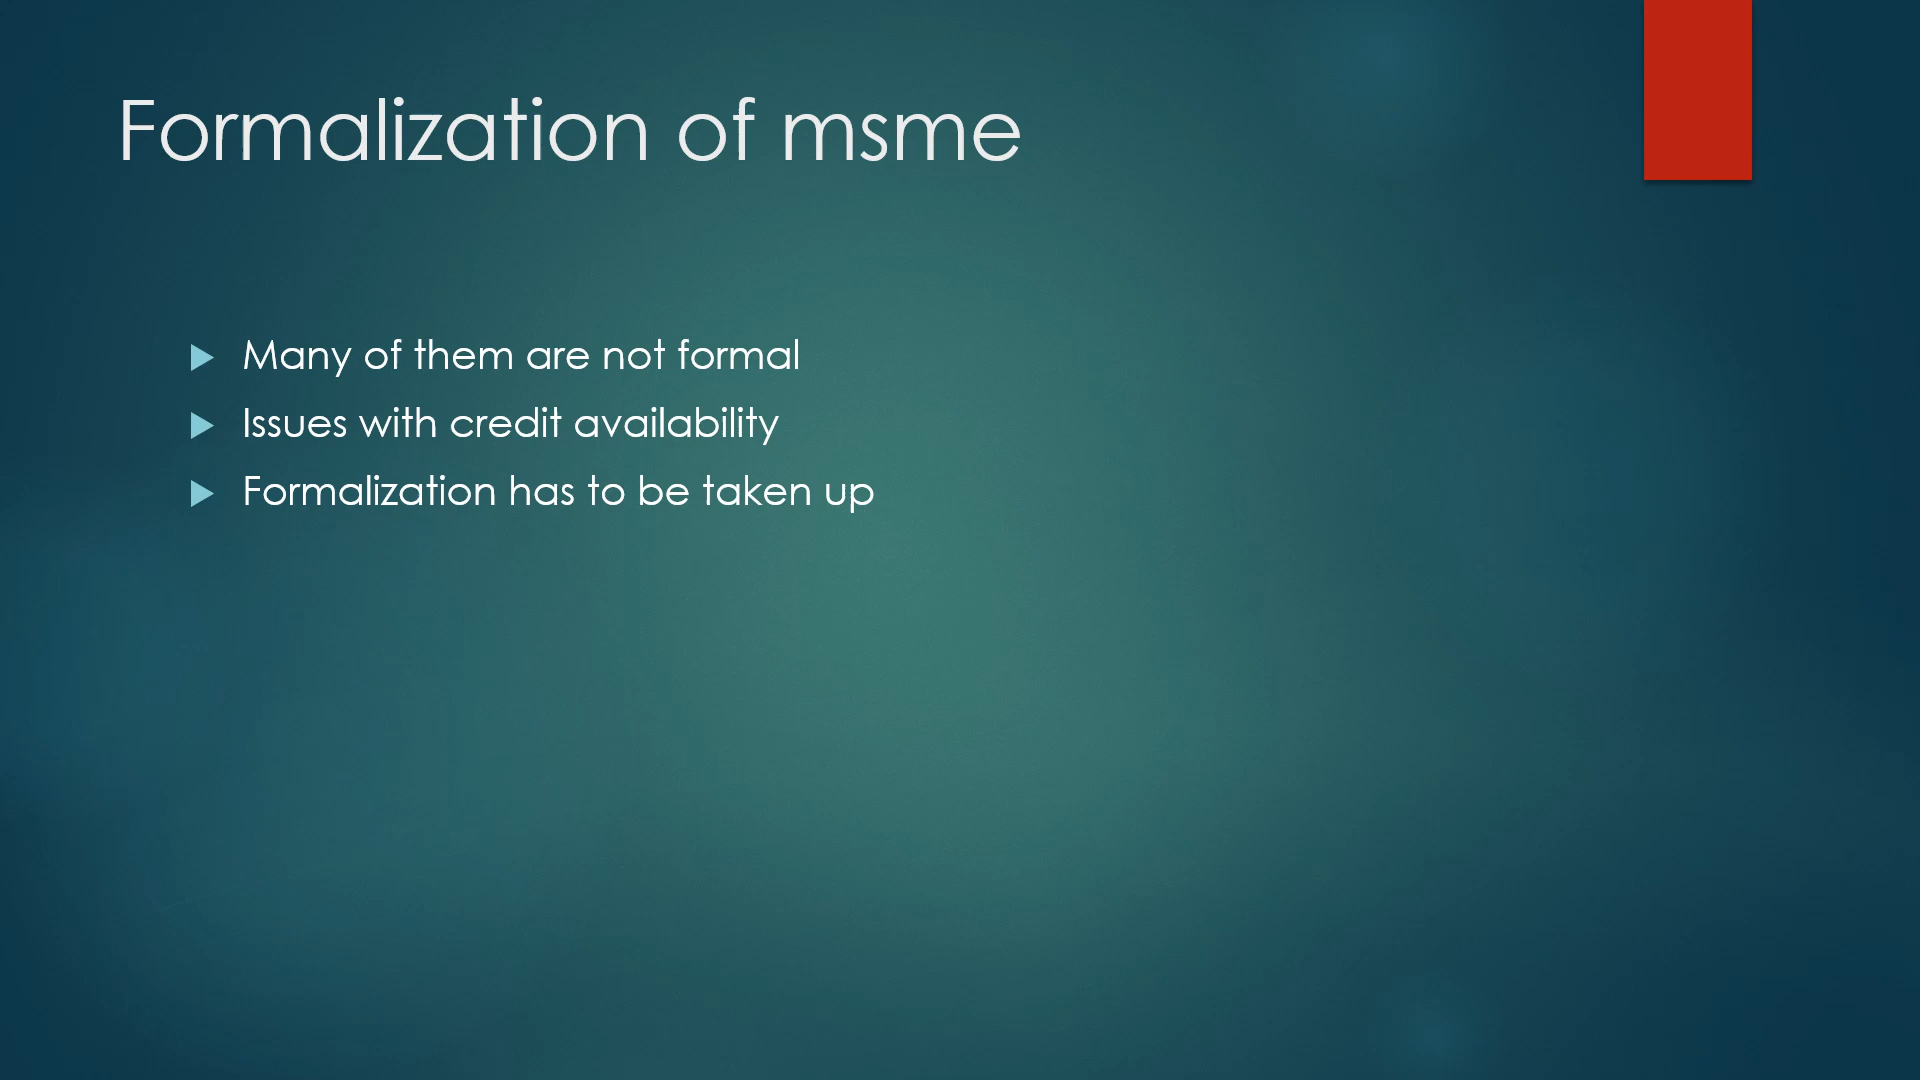 Formalization of msme
Many of them are not formal
Issues with credit availability
Formalization has to be taken up